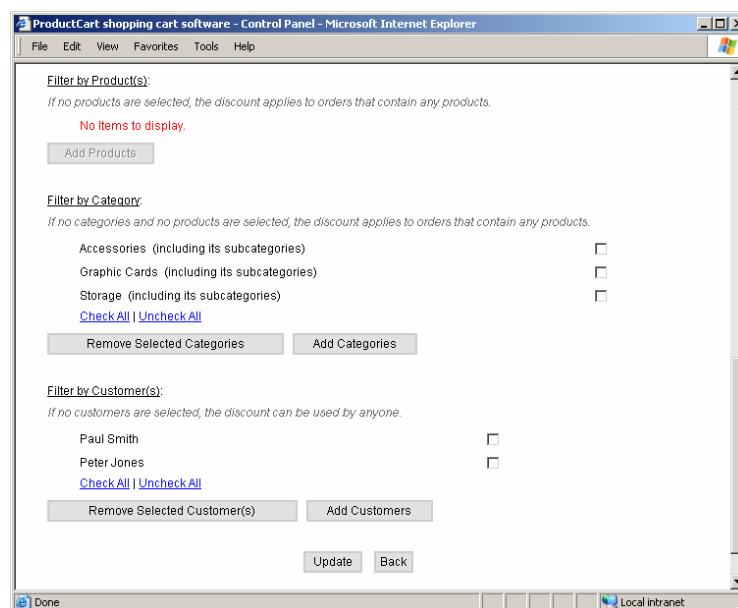 ProductCart shopping cart software - Control Panel - Microsoft Internet Explorer
File Edit View Favorites Tools Help
Filter by Product(s):
If no products are selected, the discount applies to orders that contain any products.
No Items to display.
Add Products
Filter by Category:
If no categories and no products are selected, the discount applies to orders that contain any products.
Accessories (including its subcategories)
Graphic Cards (including its subcategories)
Storage (including its subcategories)
Check All | Uncheck All
Remove Selected Categories Add Categories
Filter by Customer(s):
If no customers are selected, the discount can be used by anyone.
Paul Smith
Peter Jones
Check All | Uncheck All
Remove Selected Customer(s) Add Customers
Update Back
Done Local intranet